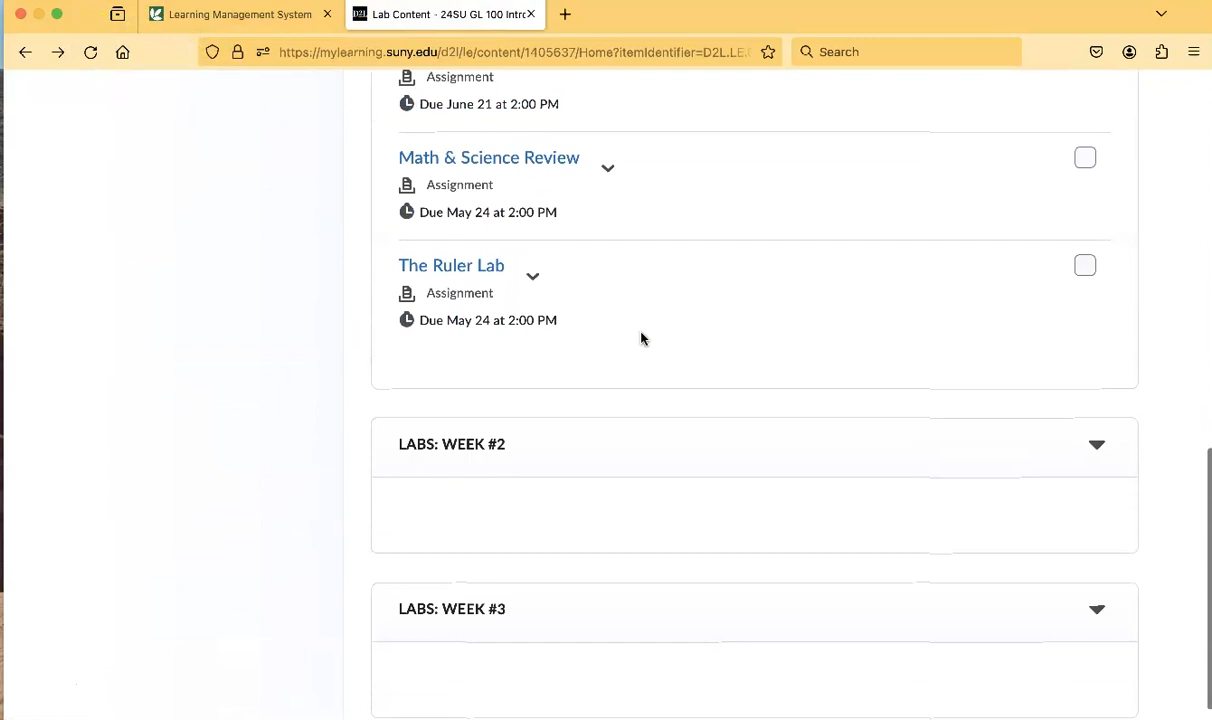 Learning Management System
Lab Content - 24SU GL 100 Intro
https://mylearning.suny.edu/d2l/le/content/1405637/Home?itemIdentifier=D2L.LE.
Search
Assignment
Due June 21 at 2:00 PM
Math & Science Review
Assignment
Due May 24 at 2:00 PM
The Ruler Lab
Assignment
Due May 24 at 2:00 PM
LABS: WEEK #2
LABS: WEEK #3